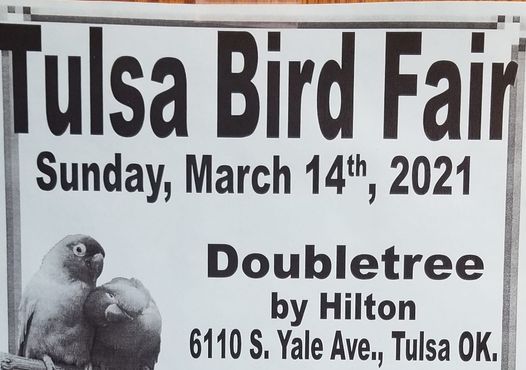 Tulsa Bird Fair
Sunday, March 14th, 2021
Doubletree
by Hilton
6110 S. Yale Ave., Tulsa OK.